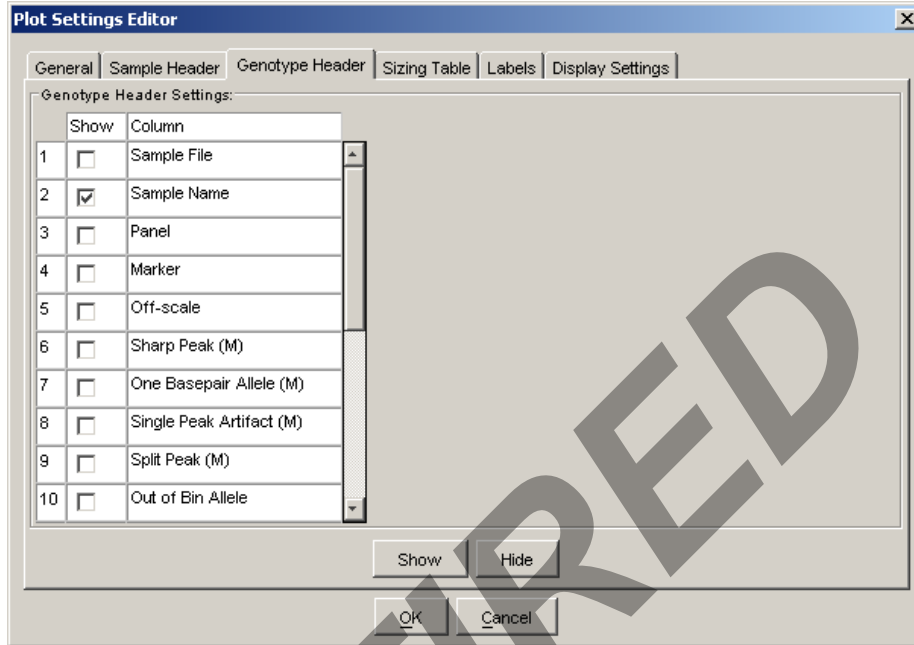 Plot Settings Editor
General Sample Header Genotype Header Sizing Table Labels Display Settings
Genotype Header Settings:
Show Column
1 Sample File
2 Sample Name
3 Panel
4 Marker
5 Off-scale
6 Sharp Peak (M)
7 One Basepair Allele (M)
8 Single Peak Artifact (M)
9 Split Peak (M)
10 Out of Bin Allele
Show Hide
OK Cancel
TIRED